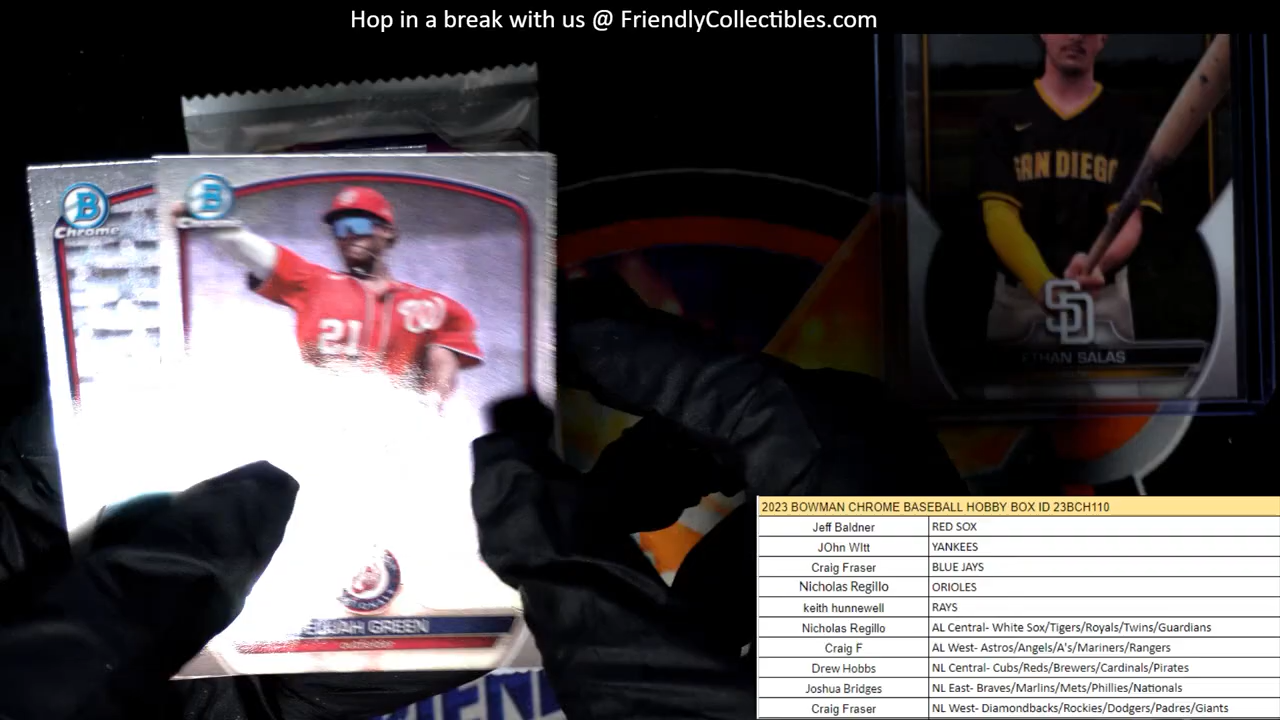 Hop in a break with us @ FriendlyCollectibles.com
B
Chrome
B
Chrome
21
W
ELIJAH GREEN
SAN DIEGO
SD
ETHAN SALAS
2023 BOWMAN CHROME BASEBALL HOBBY BOX ID 23BCH110
Jeff Baldner RED SOX
JOhn WItt YANKEES
Craig Fraser BLUE JAYS
Nicholas Regillo ORIOLES
keith hunnewell RAYS
Nicholas Regillo AL Central- White Sox/Tigers/Royals/Twins/Guardians
Craig F AL West- Astros/Angels/A's/Mariners/Rangers
Drew Hobbs NL Central- Cubs/Reds/Brewers/Cardinals/Pirates
Joshua Bridges NL East- Braves/Marlins/Mets/Phillies/Nationals
Craig Fraser NL West- Diamondbacks/Rockies/Dodgers/Padres/Giants